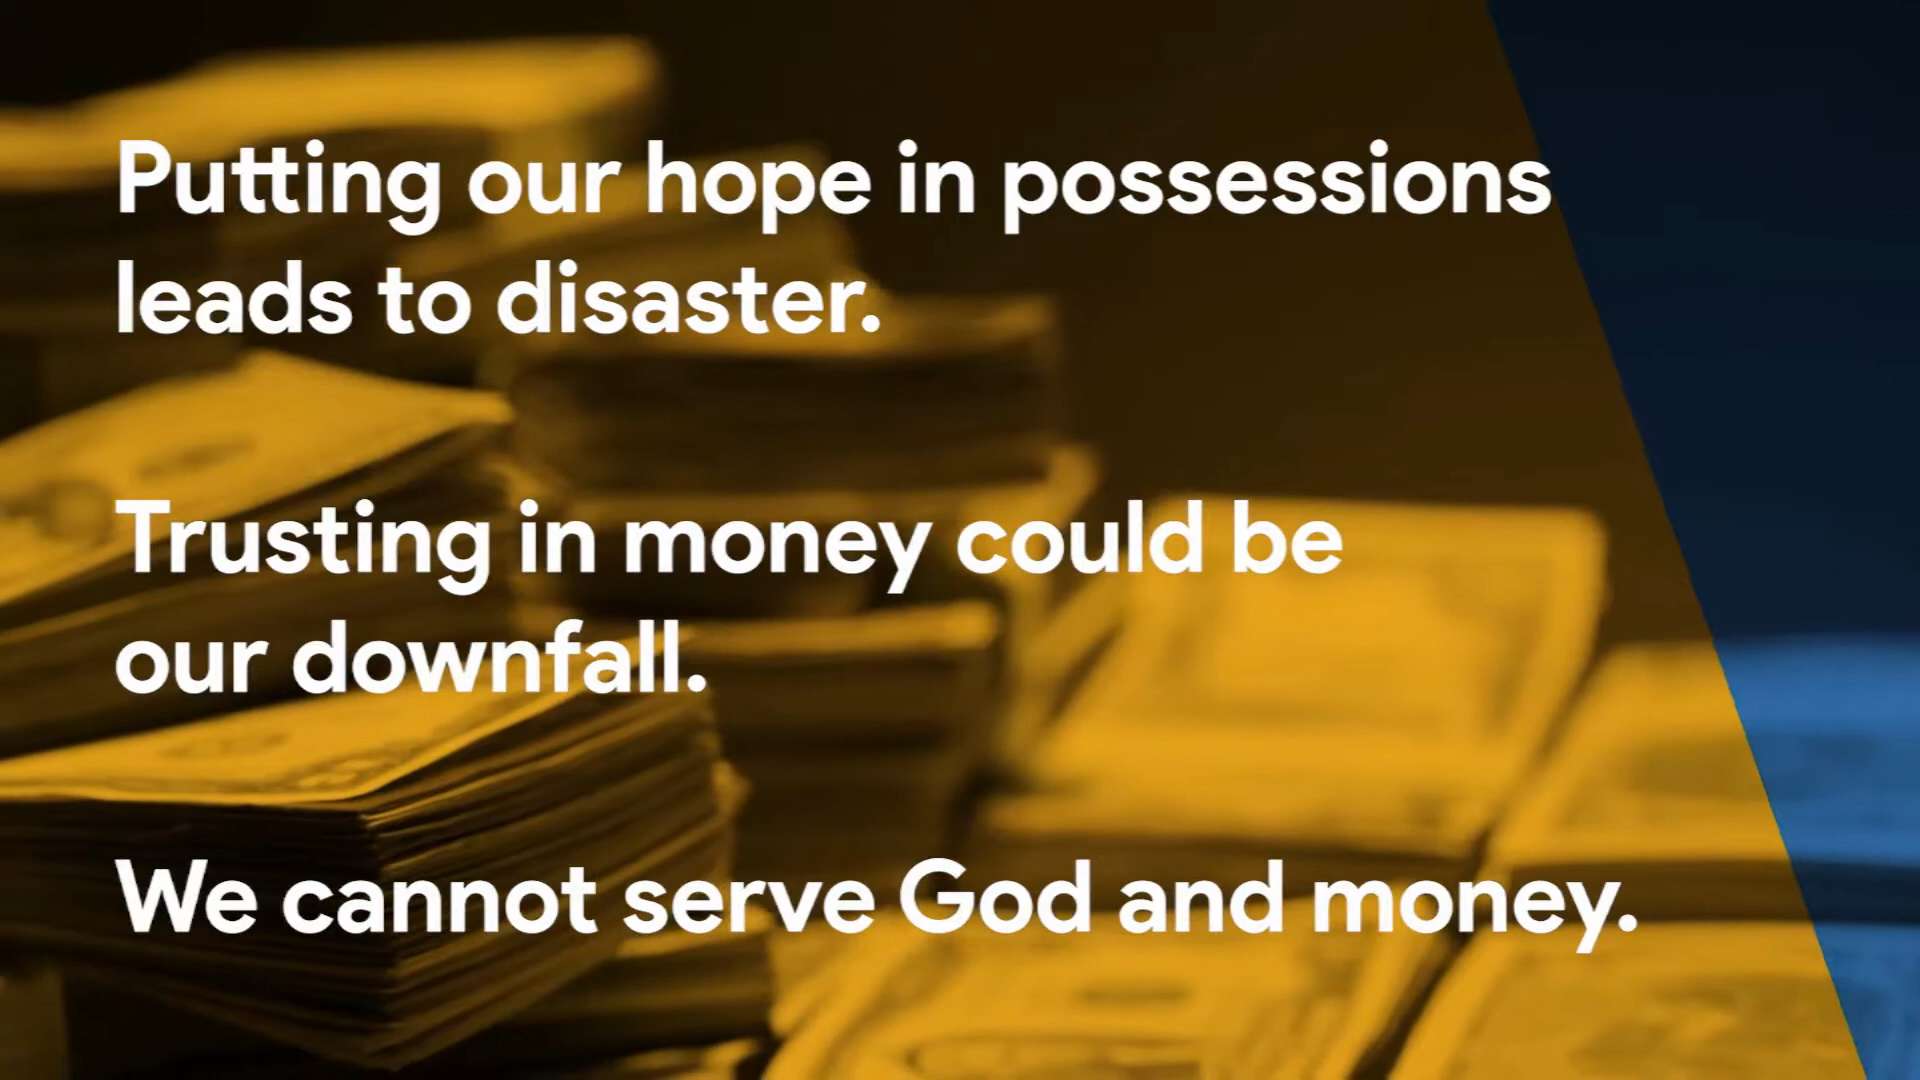 Putting our hope in possessions
leads to disaster.
Trusting in money could be
our downfall.
We cannot serve God and money.